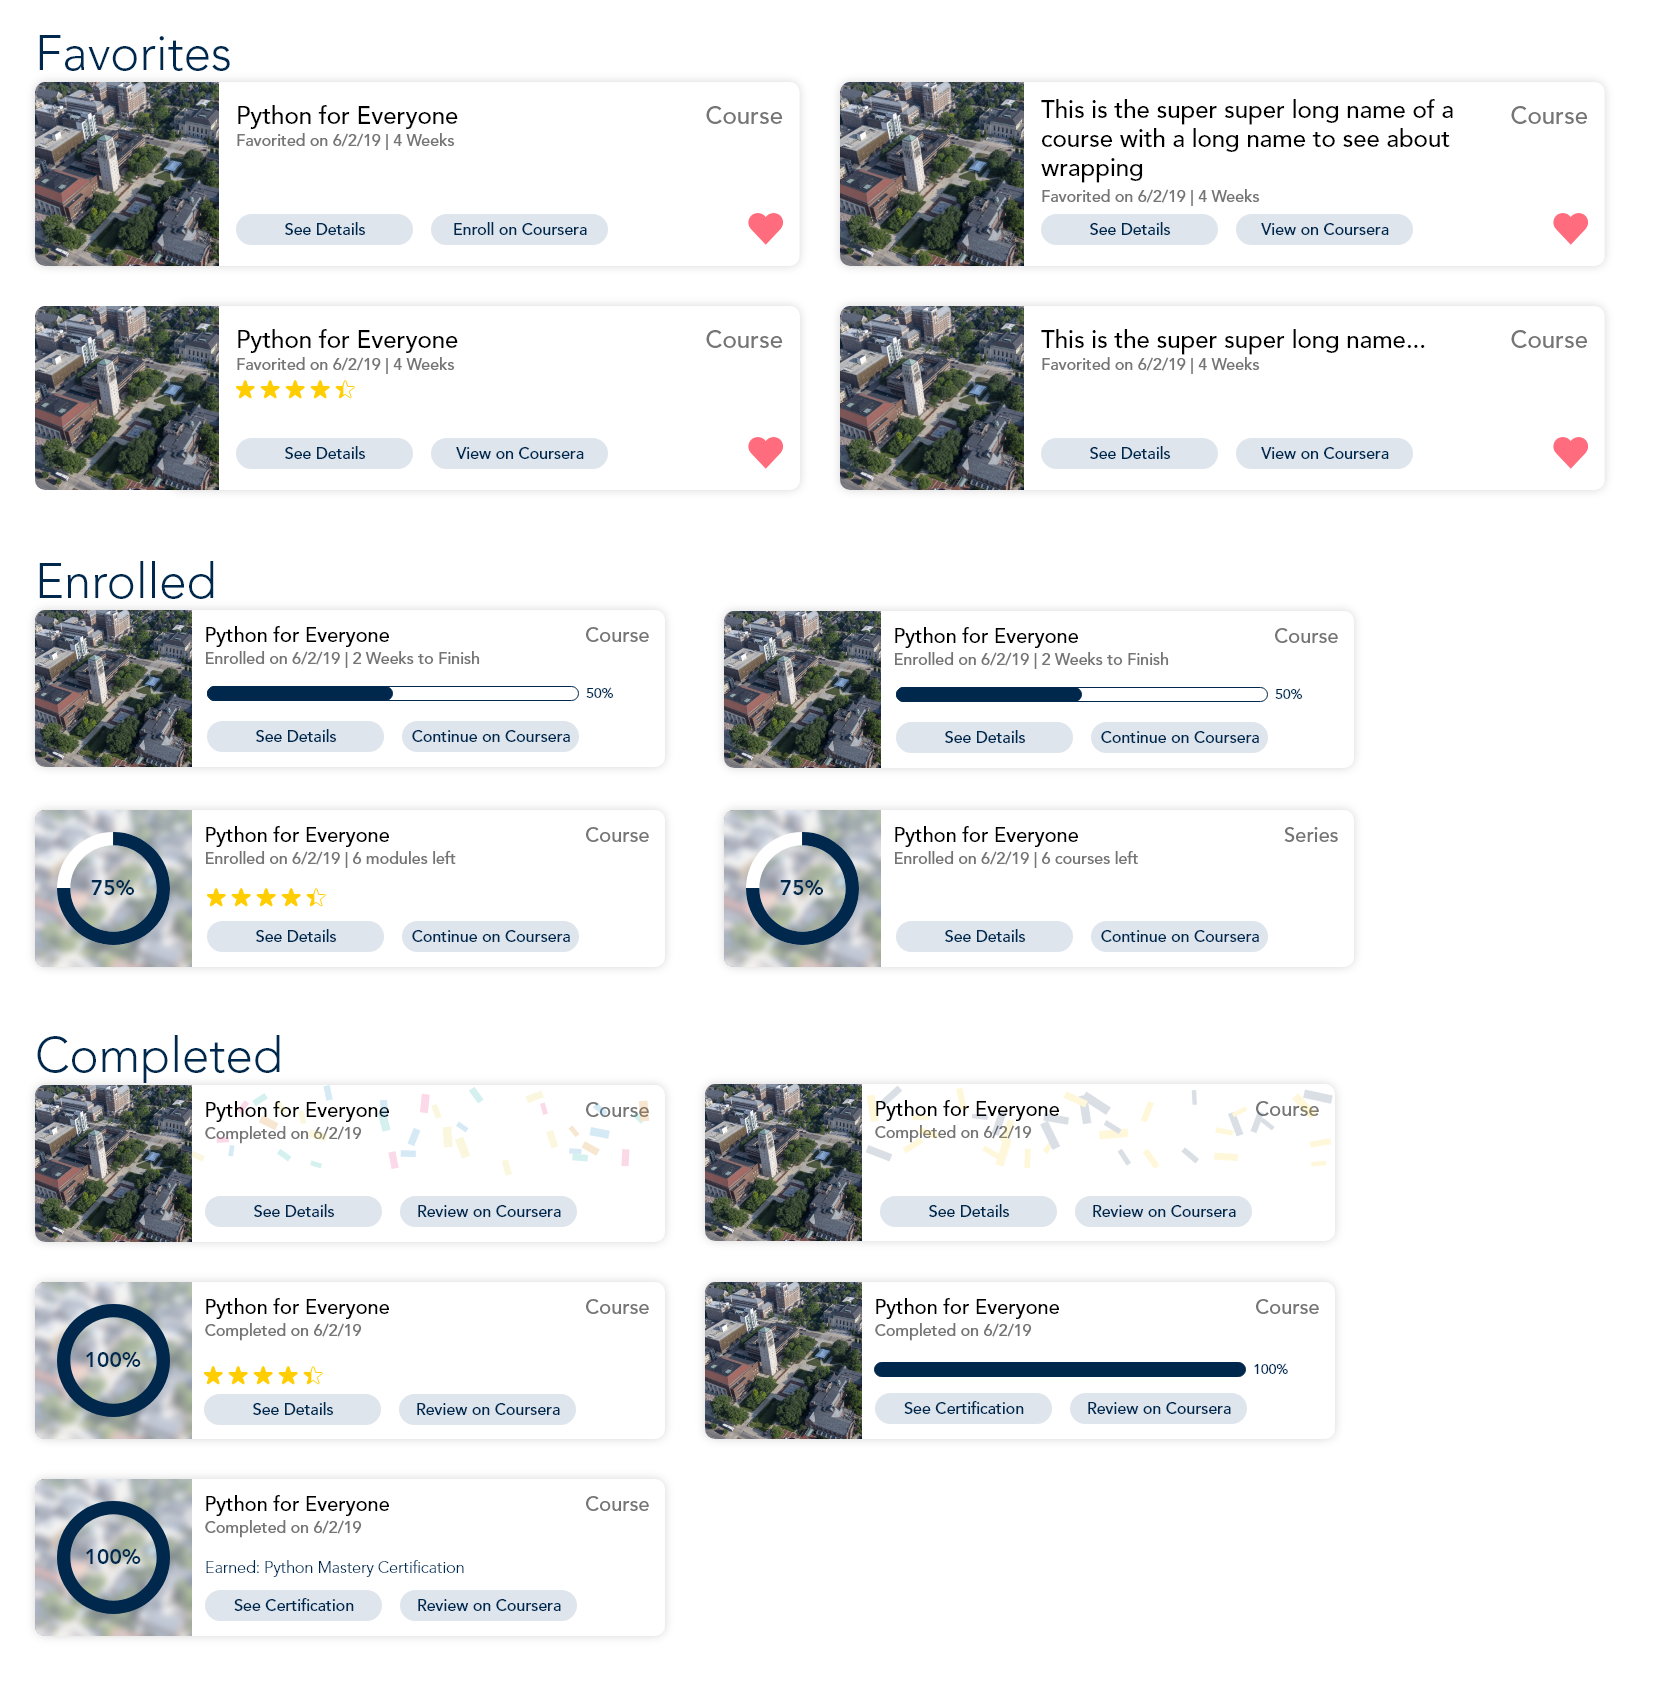 Favorites
Python for Everyone
Course
Favorited on 6/2/19 | 4 Weeks
See Details
Enroll on Coursera
This is the super super long name of a
course with a long name to see about
wrapping
Course
Favorited on 6/2/19 | 4 Weeks
See Details
View on Coursera
Python for Everyone
Course
Favorited on 6/2/19 | 4 Weeks
See Details
View on Coursera
This is the super super long name...
Course
Favorited on 6/2/19 | 4 Weeks
See Details
View on Coursera
Enrolled
Python for Everyone
Course
Enrolled on 6/2/19 | 2 Weeks to Finish
50%
See Details
Continue on Coursera
Python for Everyone
Course
Enrolled on 6/2/19 | 2 Weeks to Finish
50%
See Details
Continue on Coursera
75%
Python for Everyone
Course
Enrolled on 6/2/19 | 6 modules left
See Details
Continue on Coursera
75%
Python for Everyone
Series
Enrolled on 6/2/19 | 6 courses left
See Details
Continue on Coursera
Completed
Python for Everyone
Course
Completed on 6/2/19
See Details
Review on Coursera
Python for Everyone
Course
Completed on 6/2/19
See Details
Review on Coursera
100%
Python for Everyone
Course
Completed on 6/2/19
See Details
Review on Coursera
Python for Everyone
Course
Completed on 6/2/19
100%
See Certification
Review on Coursera
100%
Python for Everyone
Course
Completed on 6/2/19
Earned: Python Mastery Certification
See Certification
Review on Coursera